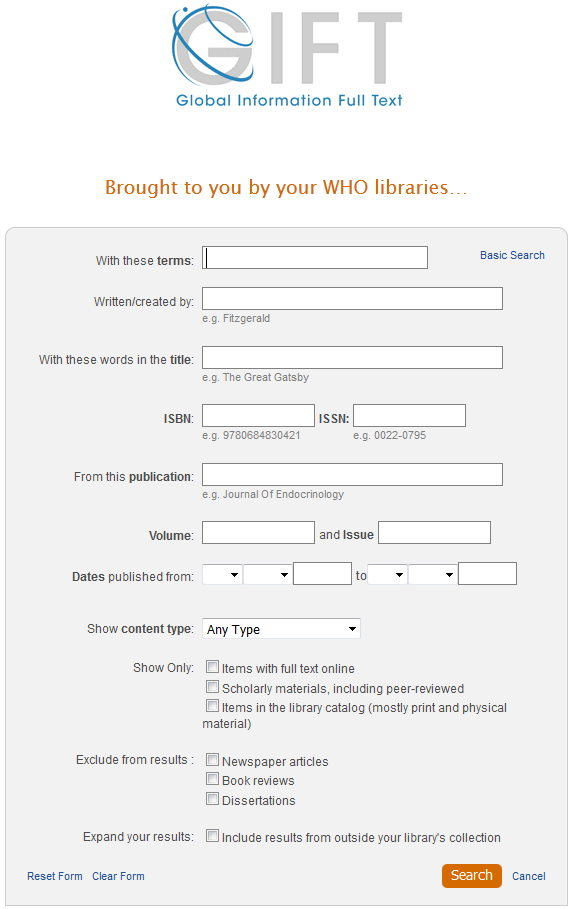 GIFT
Global Information Full Text
Brought to you by your WHO libraries...
With these terms:
Basic Search
Written/created by:
e.g. Fitzgerald
With these words in the title:
e.g. The Great Gatsby
ISBN: ISSN:
e.g. 9780684830421 e.g. 0022-0795
From this publication:
e.g. Journal Of Endocrinology
Volume: and Issue
Dates published from: to
Show content type: Any Type
Show Only: Items with full text online
Scholarly materials, including peer-reviewed
Items in the library catalog (mostly print and physical
material)
Exclude from results : Newspaper articles
Book reviews
Dissertations
Expand your results: Include results from outside your library's collection
Reset Form Clear Form Search Cancel